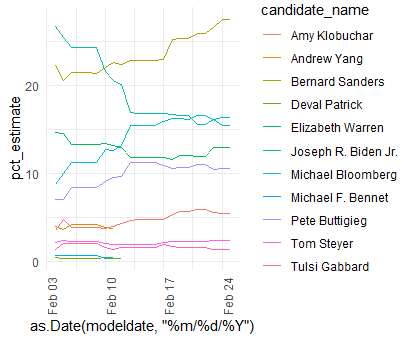 candidate_name
Amy Klobuchar
Andrew Yang
Bernard Sanders
Deval Patrick
Elizabeth Warren
Joseph R. Biden Jr.
Michael Bloomberg
Michael F. Bennet
Pete Buttigieg
Tom Steyer
Tulsi Gabbard
pct_estimate
20
10
0
Feb 03
Feb 10
Feb 17
Feb 24
as.Date(modeldate, "%m/%d/%Y")